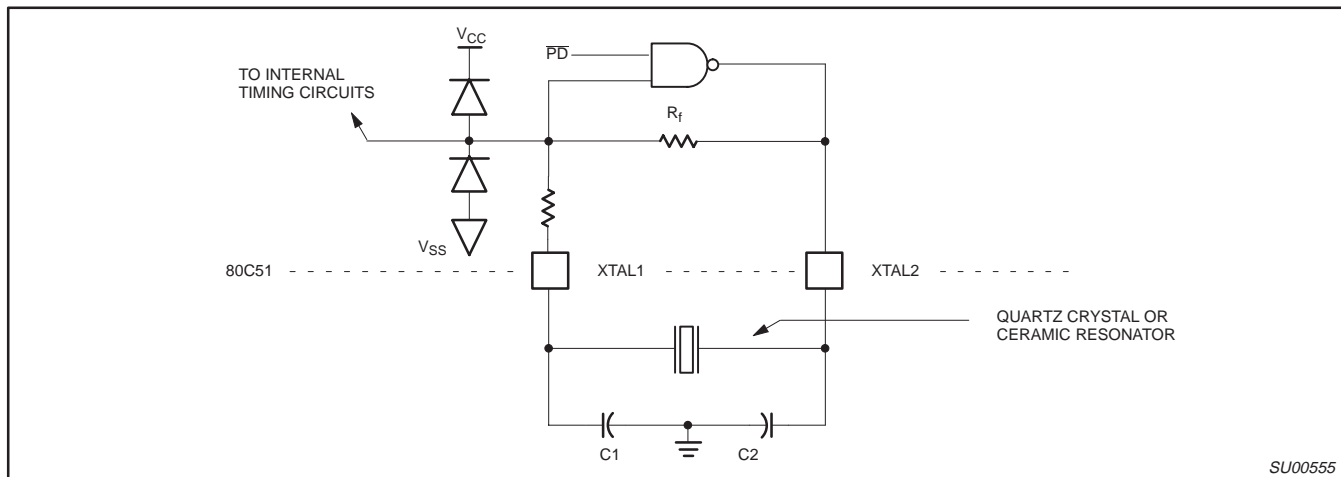 VCC
PD
TO INTERNAL
TIMING CIRCUITS
Rf
VSS
80C51
XTAL1
XTAL2
QUARTZ CRYSTAL OR
CERAMIC RESONATOR
C1
C2
SU00555